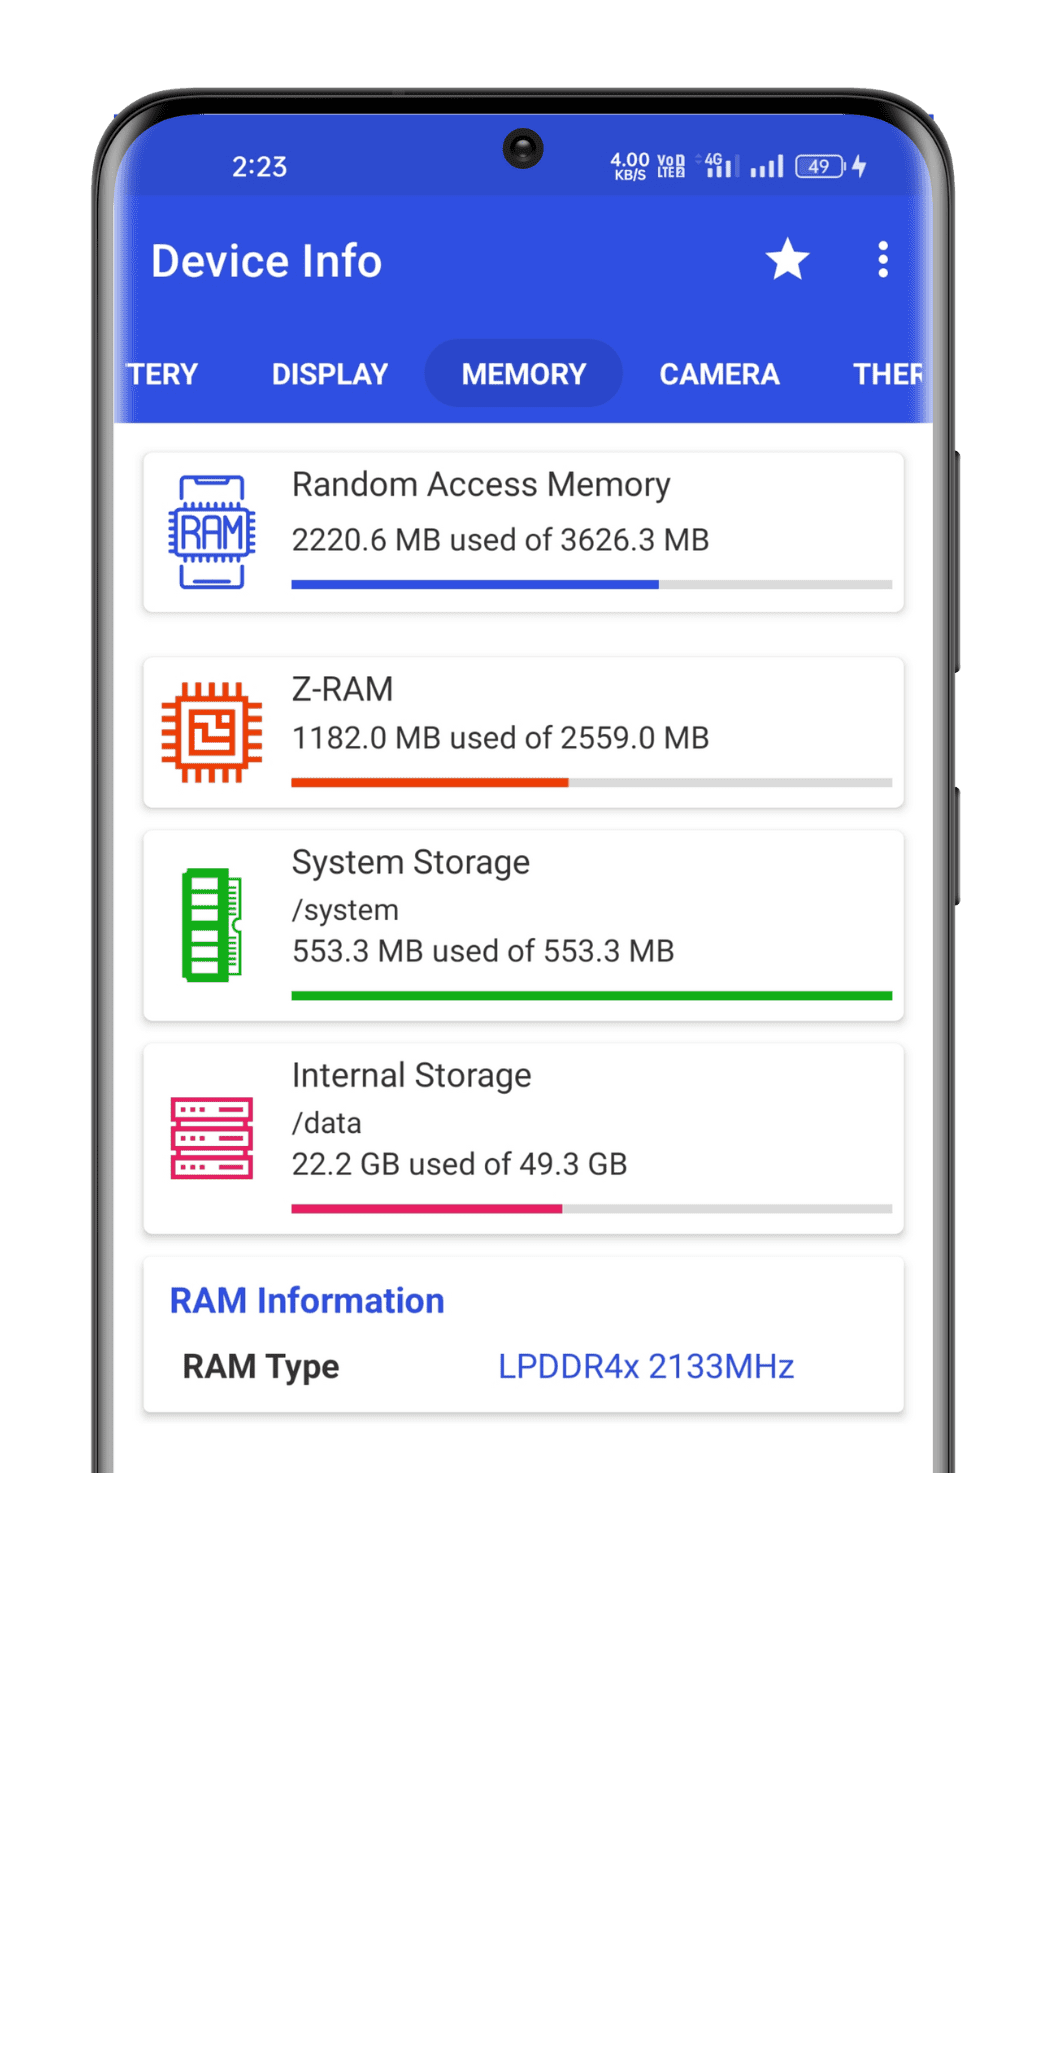 2:23 4.00 KB/S VoD LTE2 4G 49
Device Info
TERY DISPLAY MEMORY CAMERA THER
Random Access Memory
RAM
2220.6 MB used of 3626.3 MB
Z-RAM
1182.0 MB used of 2559.0 MB
System Storage
/system
553.3 MB used of 553.3 MB
Internal Storage
/data
22.2 GB used of 49.3 GB
RAM Information
RAM Type LPDDR4x 2133MHz